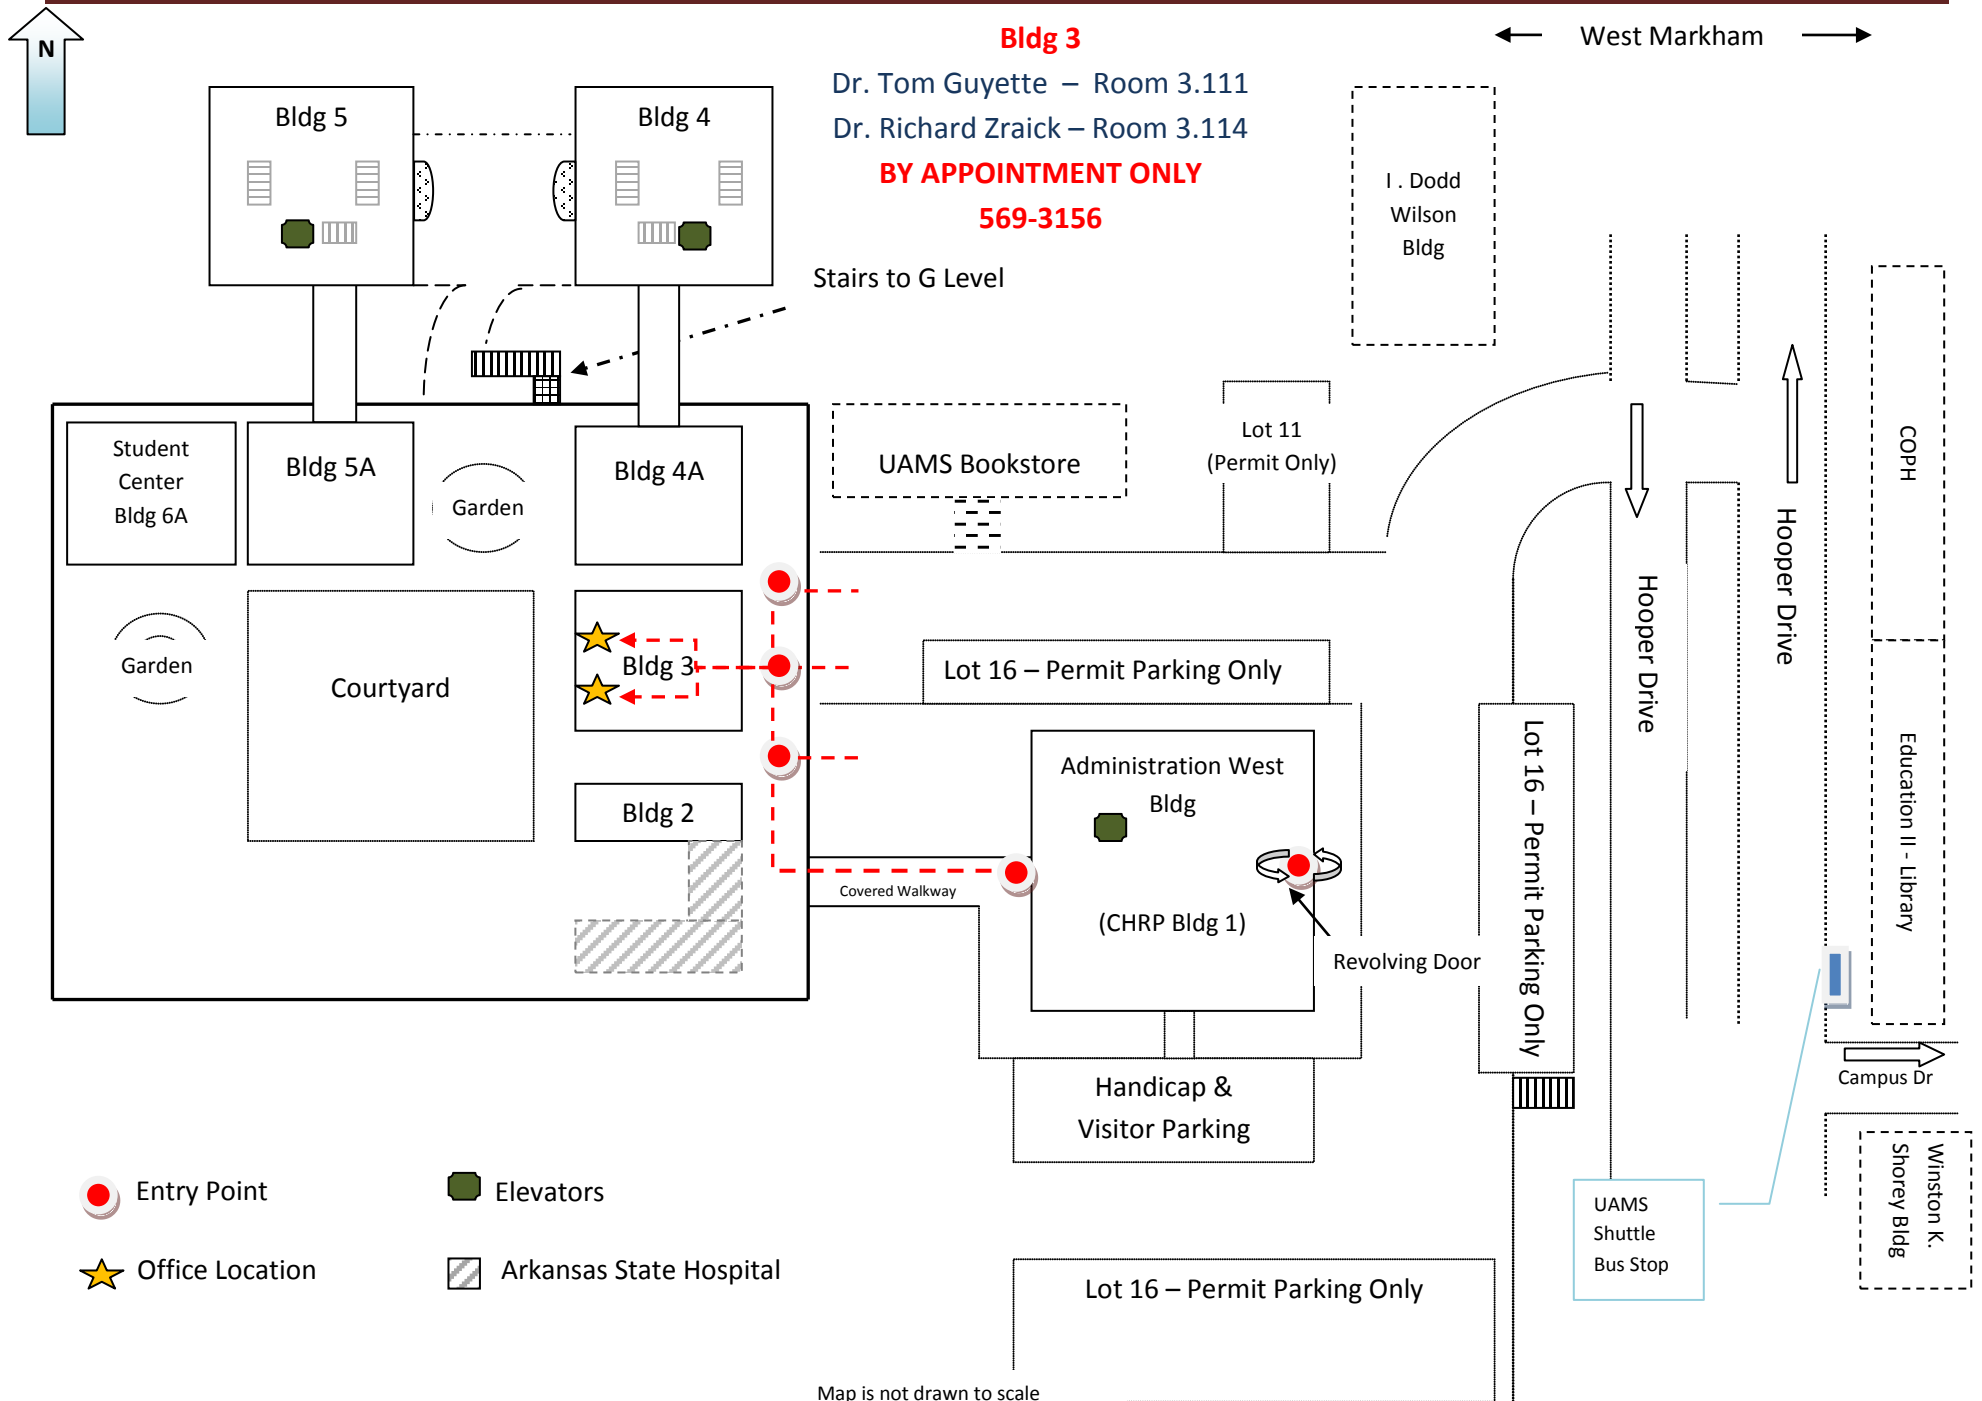 N
Bldg 3
Dr. Tom Guyette – Room 3.111
Dr. Richard Zraick – Room 3.114
BY APPOINTMENT ONLY
569-3156
West Markham
Bldg 5
Bldg 4
I . Dodd
Wilson
Bldg
Stairs to G Level
Student
Center
Bldg 6A
Bldg 5A
Garden
Bldg 4A
UAMS Bookstore
Lot 11
(Permit Only)
COPH
Hooper Drive
Hooper Drive
Garden
Courtyard
Bldg 3
Lot 16 – Permit Parking Only
Lot 16 – Permit Parking Only
Education II - Library
Administration West
Bldg
Bldg 2
Covered Walkway
(CHRP Bldg 1)
Revolving Door
Campus Dr
Handicap &
Visitor Parking
Winston K.
Shorey Bldg
Entry Point
Elevators
UAMS
Shuttle
Bus Stop
Office Location
Arkansas State Hospital
Lot 16 – Permit Parking Only
Map is not drawn to scale